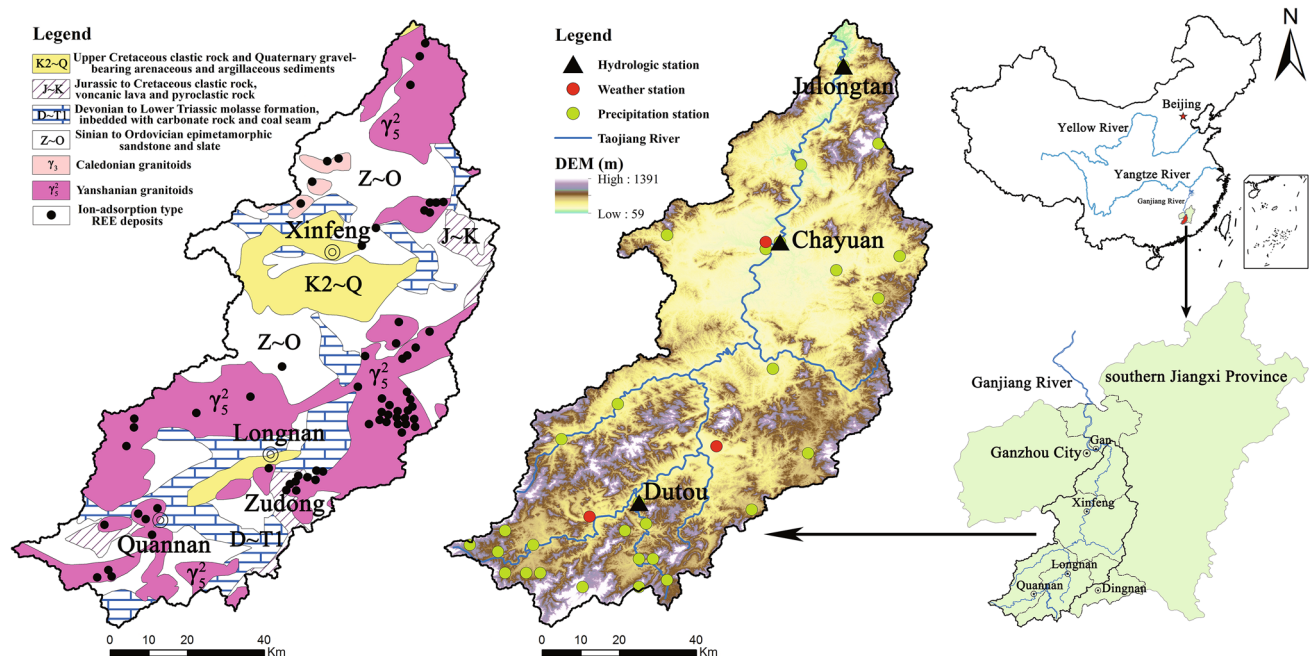 Legend
K2~Q
Upper Cretaceous clastic rock and Quaternary gravel-
bearing arenaceous and argillaceous sediments
J~K
Jurassic to Cretaceous clastic rock,
voncanic lava and pyroclastic rock
D~T1
Devonian to Lower Triassic molasse formation,
inbedded with carbonate rock and coal seam
Z~O
Sinian to Ordovician epimetamorphic
sandstone and slate
γ3
Caledonian granitoids
γ²₅
Yanshanian granitoids
Ion-adsorption type
REE deposits
γ²₅
Z~O
Xinfeng
J~K
K2~Q
Z~O
γ²₅
γ²₅
Longnan
Zudong
Quannan
D~T1
γ²₅
0 10 20 40
Km
Legend
Hydrologic station
Weather station
Precipitation station
Taojiang River
DEM (m)
High : 1391
Low : 59
Julongtan
Chayuan
Dutou
0 10 20 40
Km
N
Beijing
Yellow River
Yangtze River
Ganjiang River
Ganjiang River
southern Jiangxi Province
Gan
Ganzhou City
Xinfeng
Longnan
Quannan
Dingnan